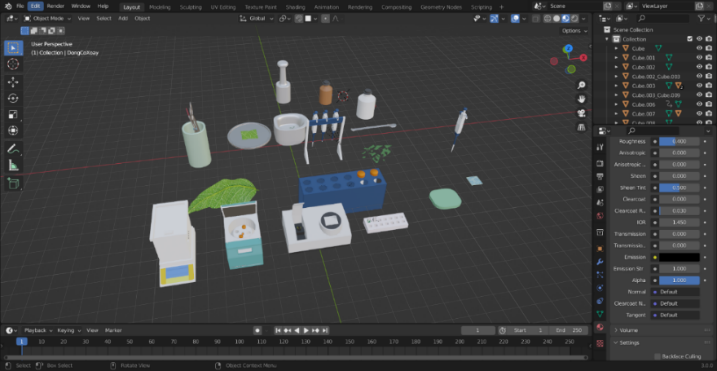 File Edit Render Window Help Layout Modeling Sculpting UV Editing Texture Paint Shading Animation Rendering Compositing Geometry Nodes Scripting + Scene ViewLayer
Object Mode View Select Add Object Global
Options
User Perspective
(1) Collection | DongCoXoay
Scene Collection
Collection
Cube
Cube.001
Cube.002
Cube.002_Cube.002
Cube.003
Cube.003_Cube.005
Cube.006
Cube.007
Roughness 0.400
Anisotropic 0.000
Anisotropic 0.000
Sheen 0.000
Sheen Tint 0.500
Clearcoat 0.000
Clearcoat R.. 0.030
IOR 1.450
Transmission 0.000
Transmission.. 0.000
Emission
Emission Str 1.000
Alpha 1.000
Normal Default
Clearcoat N.. Default
Tangent Default
Volume
Settings
Backface Culling
Playback Keying View Marker 1 Start 1 End 250
1 10 20 30 40 50 60 70 80 90 100 110 120 130 140 150 160 170 180 190 200 210 220 230 240 250
Select Box Select Rotate View Object Context Menu 3.0.0